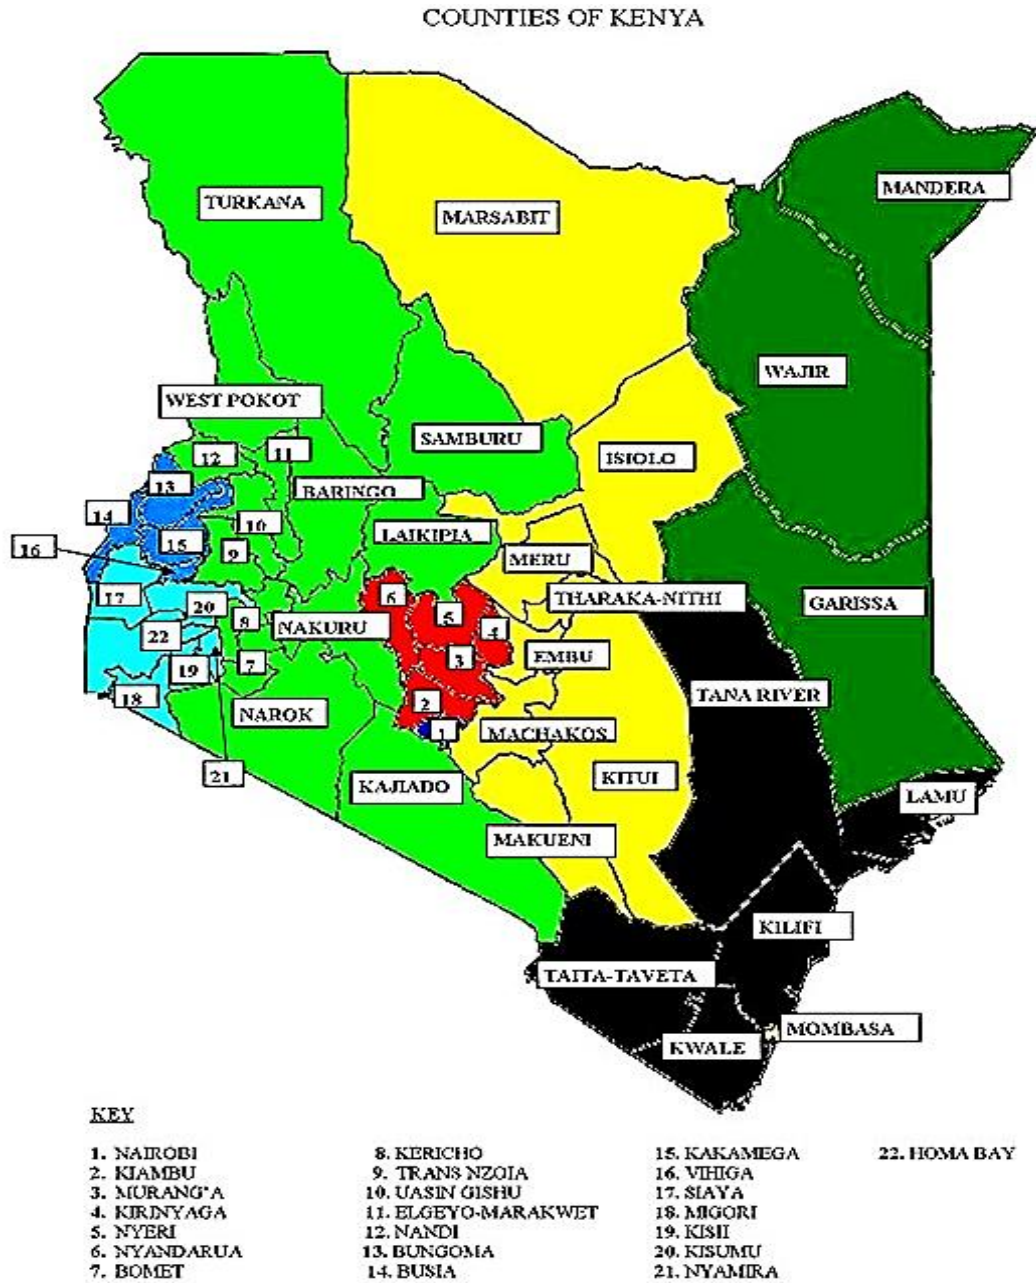 COUNTIES OF KENYA
MANDERA
TURKANA
MARSABIT
WAJIR
WEST POKOT
SAMBURU
12
11
ISIOLO
13
BARINGO
14
10
15
LAIKIPIA
16
9
MERU
6
THARAKA-NITHI
17
GARISSA
20
8
5
NAKURU
4
22
EMBU
3
19
7
TANA RIVER
18
2
NAROK
1
MACHAKOS
21
KITUI
KAJIADO
LAMU
MAKUENI
KILIFI
TAITA-TAVETA
MOMBASA
KWALE
KEY
1. NAIROBI
2. KIAMBU
3. MURANG'A
4. KIRINYAGA
5. NYERI
6. NYANDARUA
7. BOMET
8. KERICHO
9. TRANS NZOIA
10. UASIN GISHU
11. ELGEYO-MARAKWET
12. NANDI
13. BUNGOMA
14. BUSIA
15. KAKAMEGA
16. VIHIGA
17. SIAYA
18. MIGORI
19. KISII
20. KISUMU
21. NYAMIRA
22. HOMA BAY